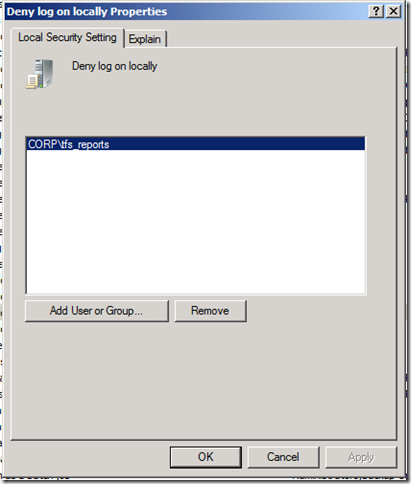 Deny log on locally Properties
Local Security Setting
Explain
Deny log on locally
CORP\tfs_reports
Add User or Group...
Remove
OK
Cancel
Apply